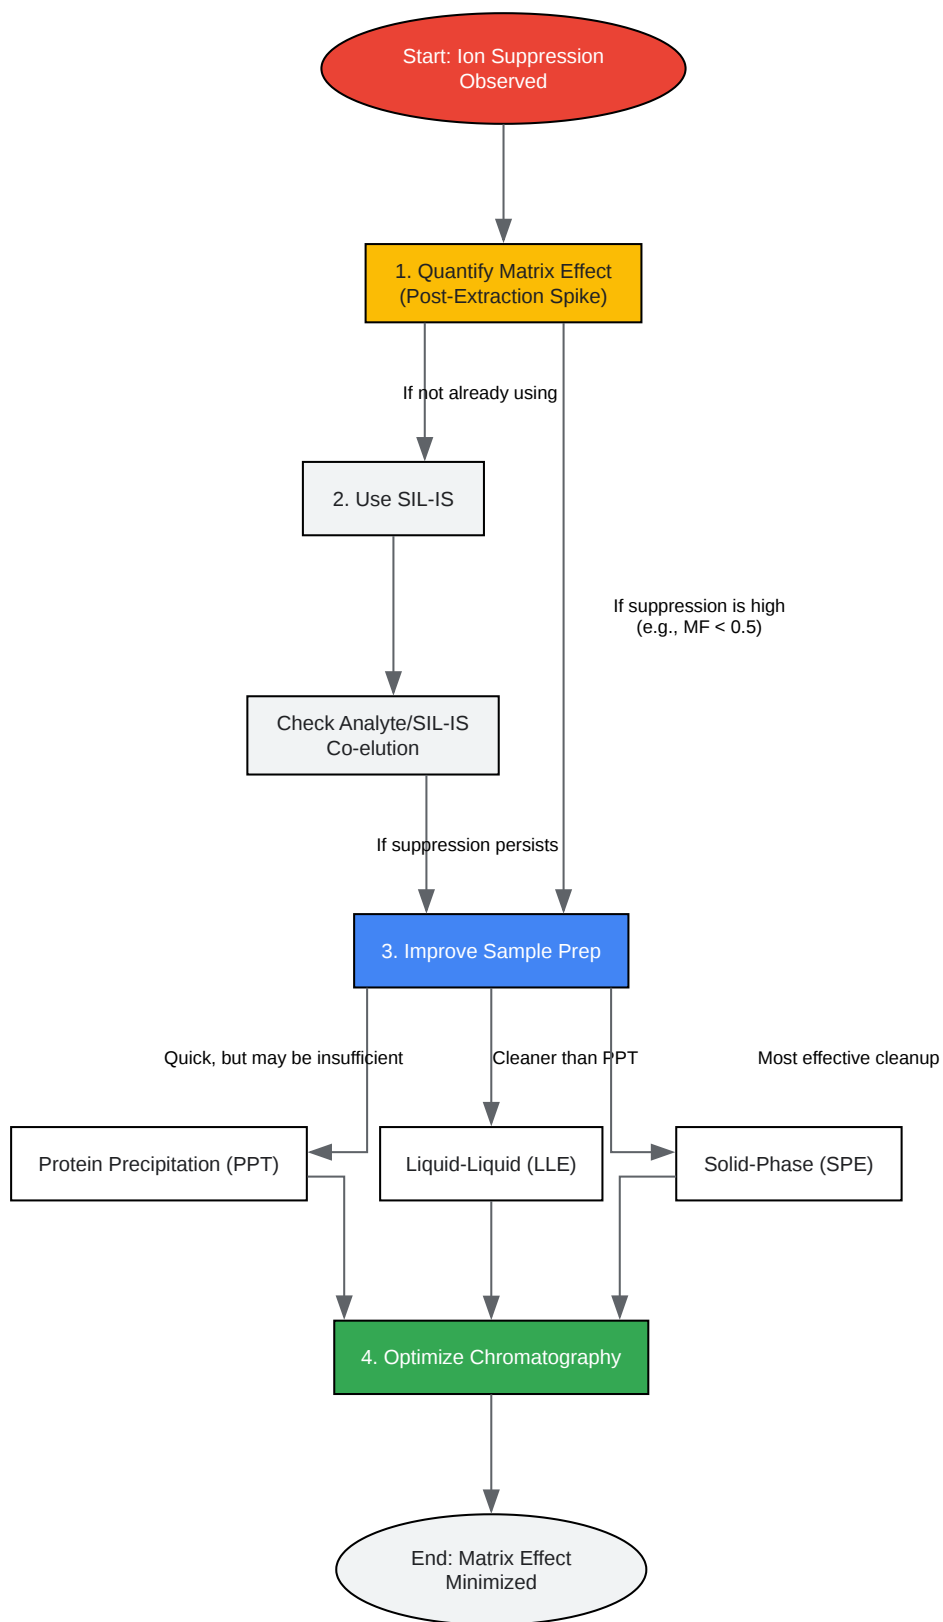 Start: Ion Suppression
Observed
1. Quantify Matrix Effect
(Post-Extraction Spike)
If not already using
2. Use SIL-IS
If suppression is high
(e.g., MF < 0.5)
Check Analyte/SIL-IS
Co-elution
If suppression persists
3. Improve Sample Prep
Quick, but may be insufficient
Cleaner than PPT
Most effective cleanup
Protein Precipitation (PPT)
Liquid-Liquid (LLE)
Solid-Phase (SPE)
4. Optimize Chromatography
End: Matrix Effect
Minimized